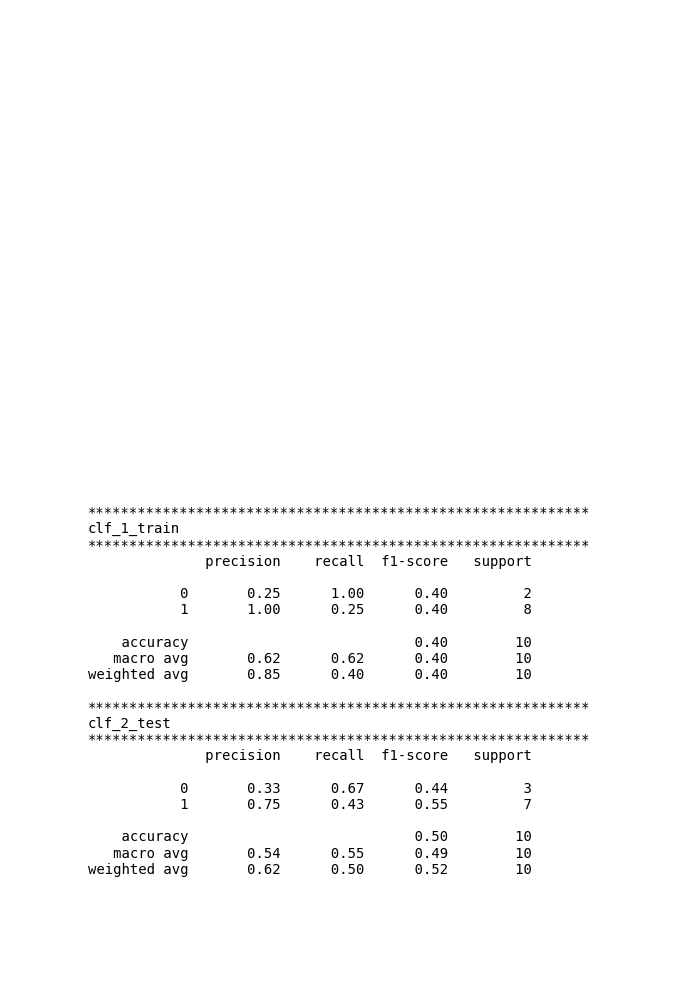 ************************************************************
clf_1_train
************************************************************
              precision    recall  f1-score   support

           0       0.25      1.00      0.40         2
           1       1.00      0.25      0.40         8

    accuracy                           0.40        10
   macro avg       0.62      0.62      0.40        10
weighted avg       0.85      0.40      0.40        10

************************************************************
clf_2_test
************************************************************
              precision    recall  f1-score   support

           0       0.33      0.67      0.44         3
           1       0.75      0.43      0.55         7

    accuracy                           0.50        10
   macro avg       0.54      0.55      0.49        10
weighted avg       0.62      0.50      0.52        10